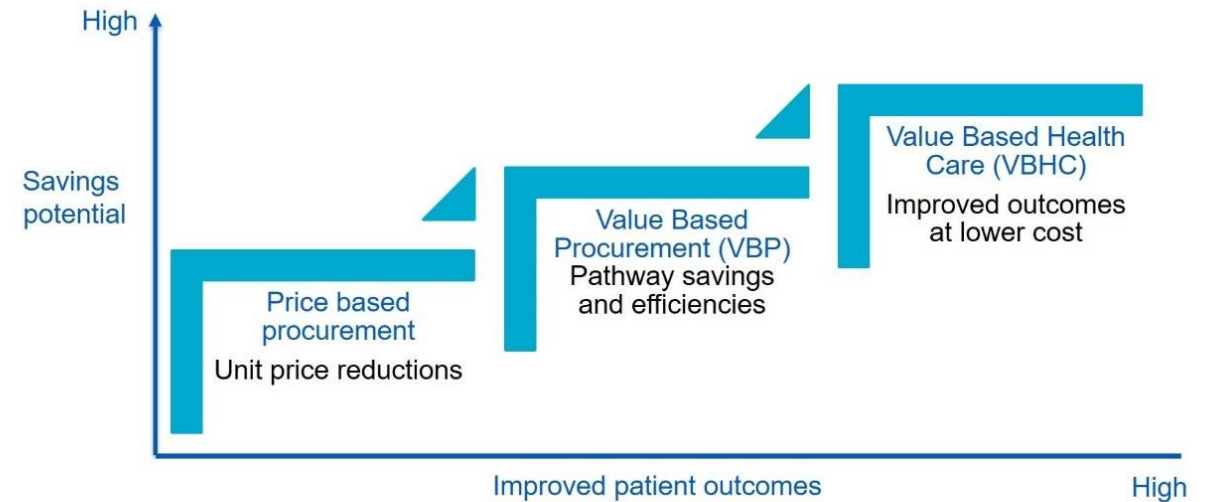 High
Savings
potential
Price based
procurement
Unit price reductions
Value Based
Procurement (VBP)
Pathway savings
and efficiencies
Value Based Health
Care (VBHC)
Improved outcomes
at lower cost
Improved patient outcomes
High